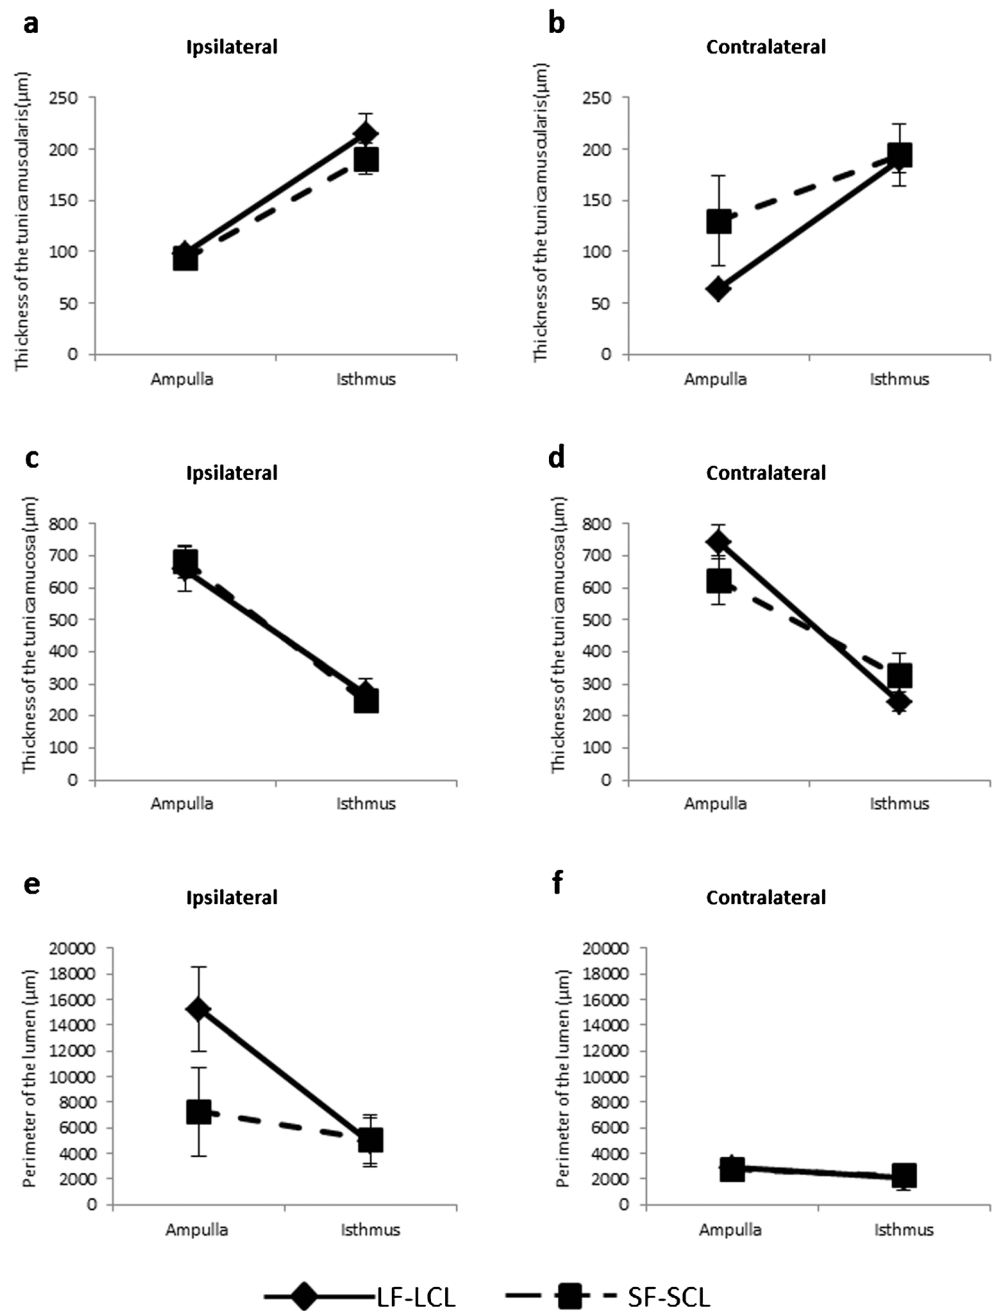 a
Ipsilateral
Thickness of the tunica muscularis (µm)
250
200
150
100
50
0
Ampulla Isthmus
b
Contralateral
Thickness of the tunica muscularis (µm)
250
200
150
100
50
0
Ampulla Isthmus
c
Ipsilateral
Thickness of the tunica mucosa (µm)
800
700
600
500
400
300
200
100
0
Ampulla Isthmus
d
Contralateral
Thickness of the tunica mucosa (µm)
800
700
600
500
400
300
200
100
0
Ampulla Isthmus
e
Ipsilateral
Perimeter of the lumen (µm)
20000
18000
16000
14000
12000
10000
8000
6000
4000
2000
0
Ampulla Isthmus
f
Contralateral
Perimeter of the lumen (µm)
20000
18000
16000
14000
12000
10000
8000
6000
4000
2000
0
Ampulla Isthmus
LF-LCL SF-SCL